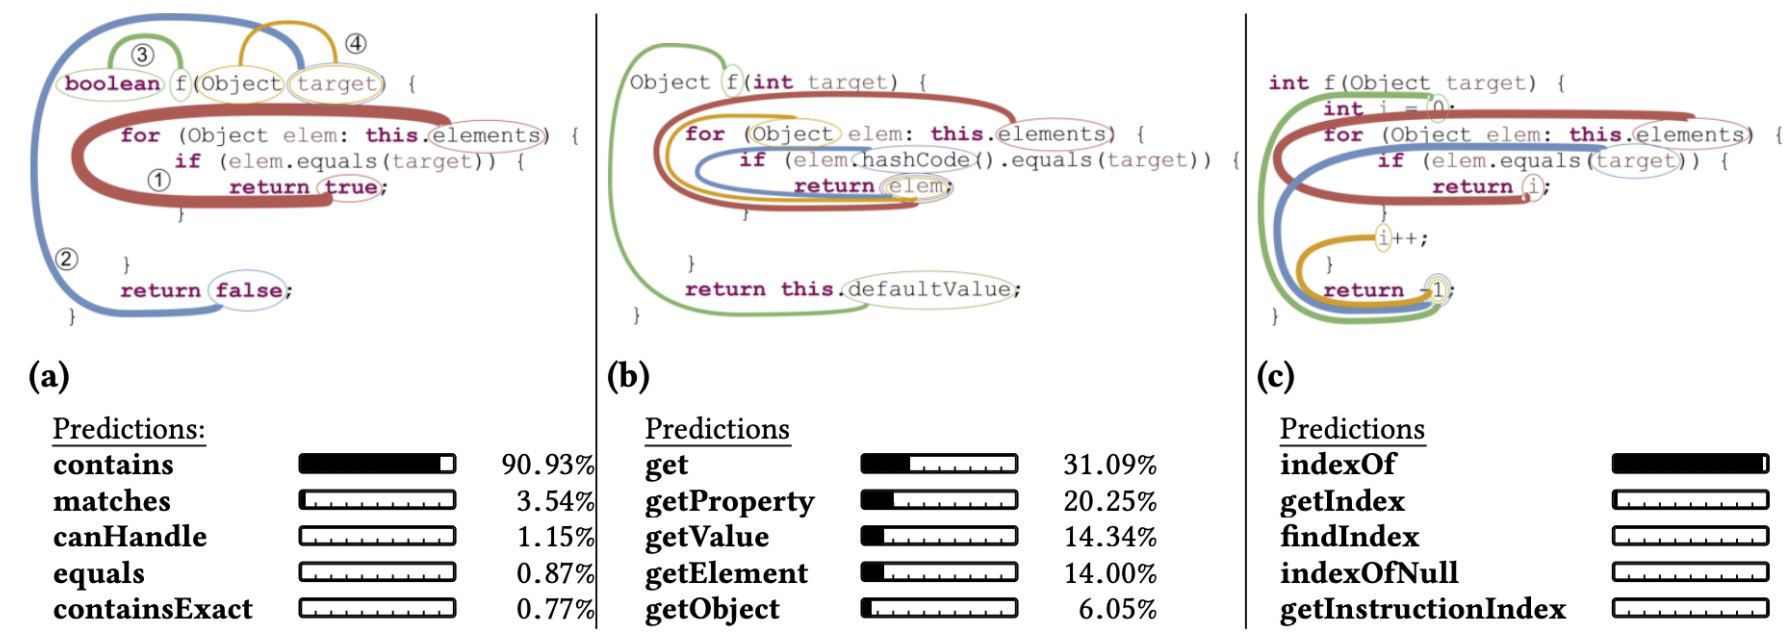 ③ ④
boolean f(Object target) {
for (Object elem: this.elements) {
if (elem.equals(target)) {
① return true;
}
②
}
return false;
}
(a)
Predictions:
contains 90.93%
matches 3.54%
canHandle 1.15%
equals 0.87%
containsExact 0.77%
Object f(int target) {
for (Object elem: this.elements) {
if (elem.hashCode().equals(target)) {
return elem;
}
}
return this.defaultValue;
}
(b)
Predictions
get 31.09%
getProperty 20.25%
getValue 14.34%
getElement 14.00%
getObject 6.05%
int f(Object target) {
int i = 0;
for (Object elem: this.elements) {
if (elem.equals(target)) {
return i;
}
i++;
}
return -1;
}
(c)
Predictions
indexOf
getIndex
findIndex
indexOfNull
getInstructionIndex